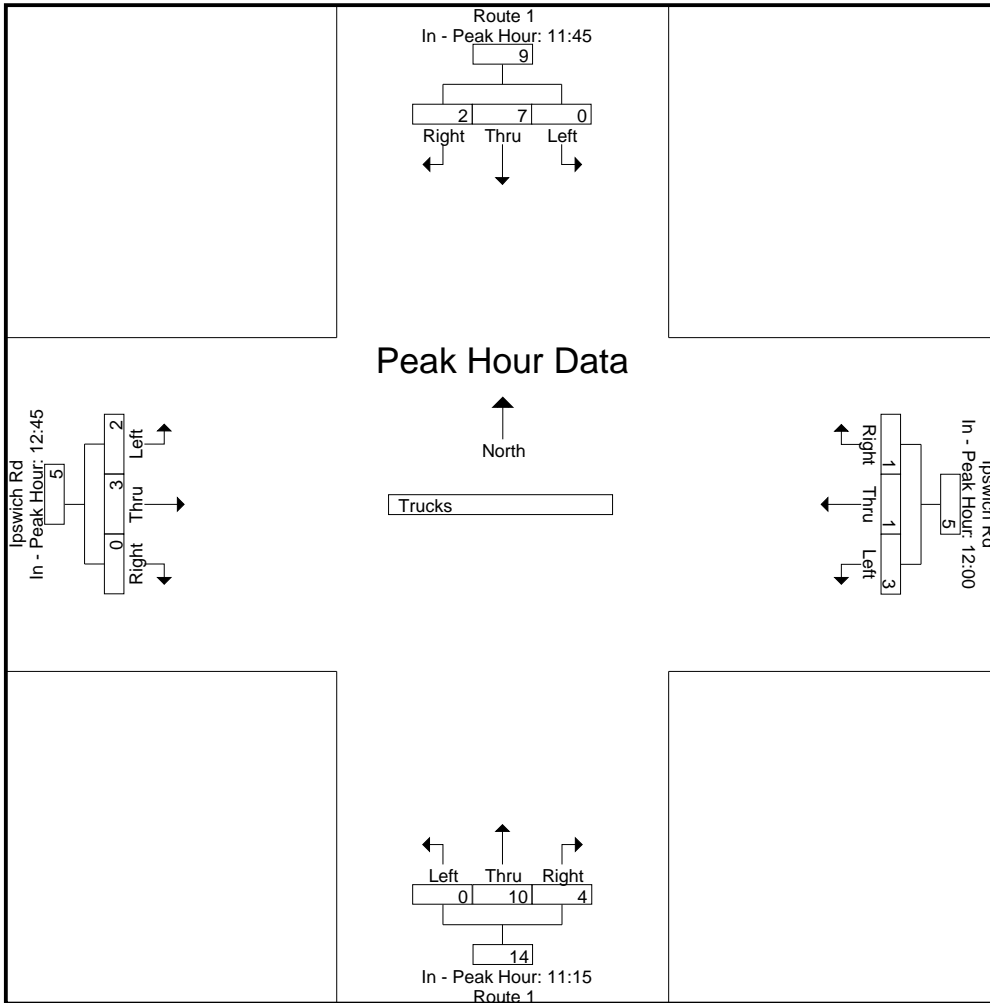 Route 1
In - Peak Hour: 11:45
9
2 7 0
Right Thru Left
Peak Hour Data
North
Trucks
Ipswich Rd
In - Peak Hour: 12:45
5
2 3 0
Left Thru Right
Ipswich Rd
In - Peak Hour: 12:00
5
1 1 3
Right Thru Left
Left Thru Right
0 10 4
14
In - Peak Hour: 11:15
Route 1